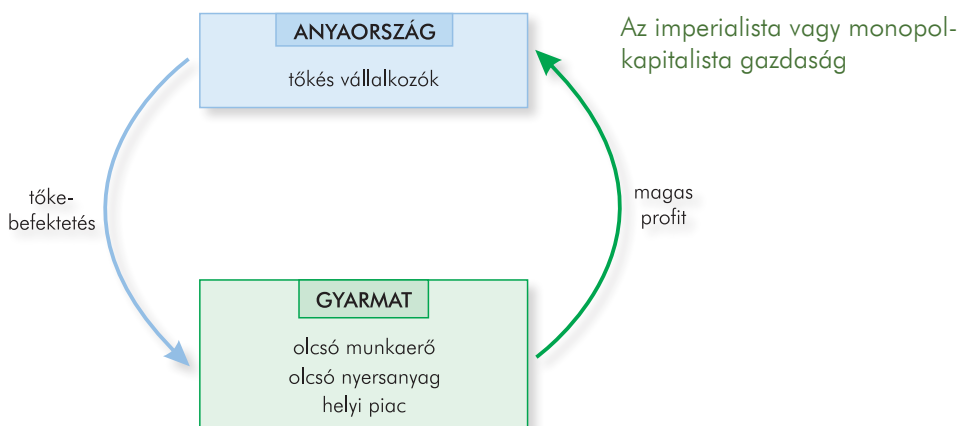 Az imperialista vagy monopol-
kapitalista gazdaság
ANYAORSZÁG
tőkés vállalkozók
tőke-
befektetés
magas
profit
GYARMAT
olcsó munkaerő
olcsó nyersanyag
helyi piac